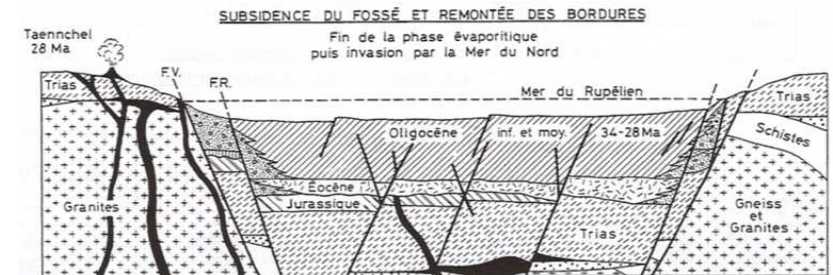 SUBSIDENCE DU FOSSÉ ET REMONTÉE DES BORDURES
Fin de la phase évaporitique
puis invasion par la Mer du Nord
Taennchel
28 Ma
F.V.
F.R.
Mer du Rupélien
Trias
Trias
Oligocène inf. et moy. 34-28 Ma
Schistes
Eocène
Jurassique
Granites
Gneiss
et
Granites
Trias